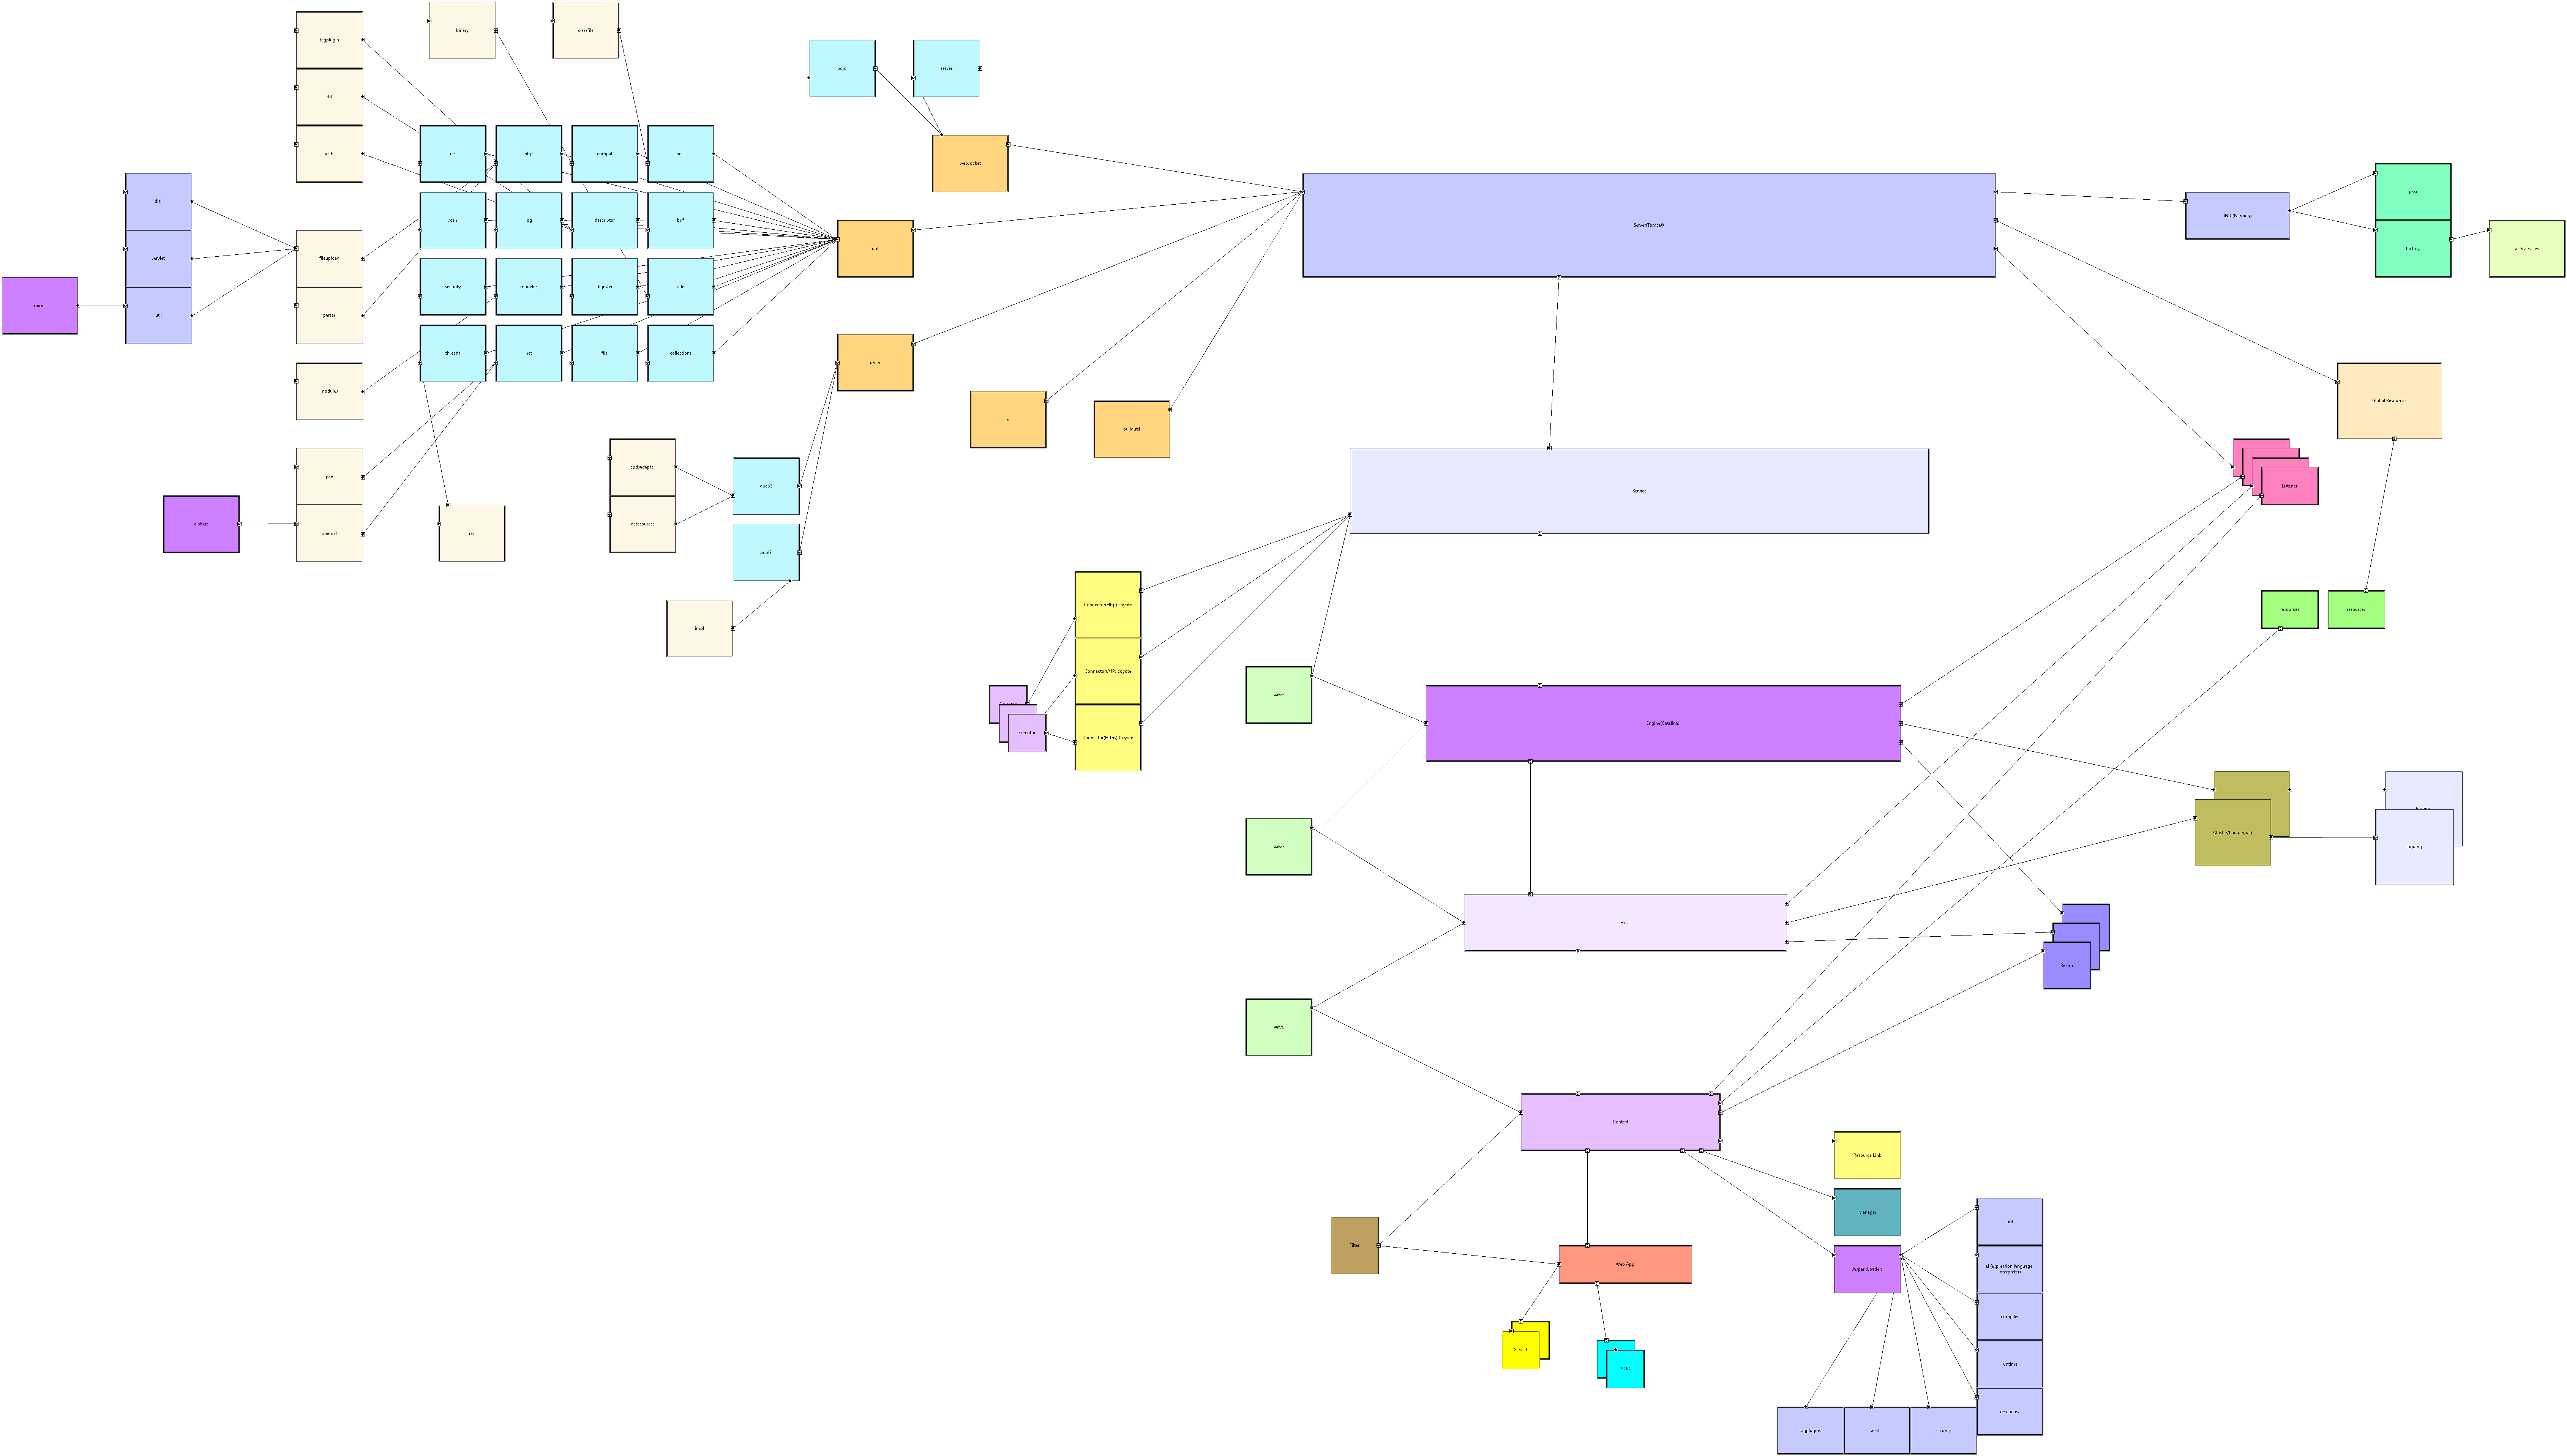 binary
classfile
tagplugin
pojo
server
tld
rec
http
compat
bcel
web
websocket
java
disk
scan
log
descriptor
buf
JNDI(Naming)
Server(Tomcat)
util
factory
webservices
servlet
fileupload
security
modeler
digester
codec
mime
util
parser
threads
net
file
collections
dbcp
modules
Global Resources
jni
buildutil
cpdsadapter
jsse
dbcp2
Listener
Service
ciphers
datasources
openssl
res
pool2
Connector(Http) coyote
resources
resources
impl
Connector(AJP) coyote
Valve
Executor
Engine(Catalina)
Connector(Https) Coyote
Cluster/Logger(juli)
Valve
logging
Host
Realm
Valve
Context
Resource Link
Manager
util
Filter
Web App
Jasper (Loader)
el (expression language
interpreter)
compiler
Servlet
POJO
runtime
resources
tagplugins
servlet
security